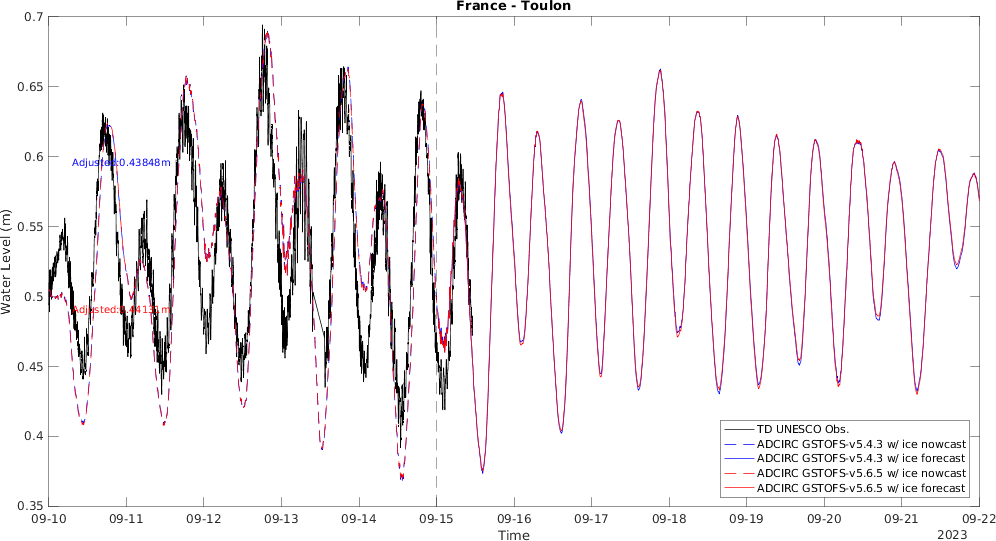 France - Toulon
0.7
0.65
0.6
0.55
0.5
0.45
0.4
0.35
Water Level (m)
Adjusted:0.43848m
Adjusted:0.44131m
TD UNESCO Obs.
ADCIRC GSTOFS-v5.4.3 w/ ice nowcast
ADCIRC GSTOFS-v5.4.3 w/ ice forecast
ADCIRC GSTOFS-v5.6.5 w/ ice nowcast
ADCIRC GSTOFS-v5.6.5 w/ ice forecast
09-10 09-11 09-12 09-13 09-14 09-15 09-16 09-17 09-18 09-19 09-20 09-21 09-22
Time
2023